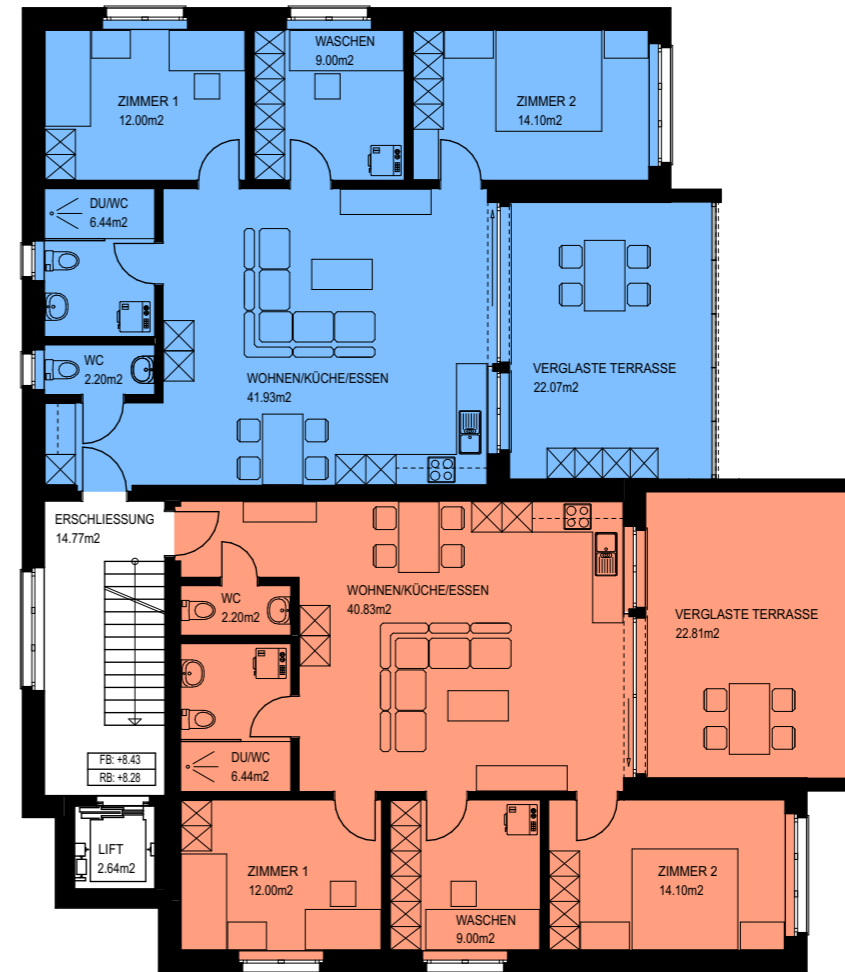 ZIMMER 1
12.00m2
WASCHEN
9.00m2
ZIMMER 2
14.10m2
DU/WC
6.44m2
WC
2.20m2
WOHNEN/KÜCHE/ESSEN
41.93m2
VERGLASTE TERRASSE
22.07m2
ERSCHLIESSUNG
14.77m2
WC
2.20m2
WOHNEN/KÜCHE/ESSEN
40.83m2
VERGLASTE TERRASSE
22.81m2
DU/WC
6.44m2
FB: +8.43
RB: +8.28
LIFT
2.64m2
ZIMMER 1
12.00m2
WASCHEN
9.00m2
ZIMMER 2
14.10m2